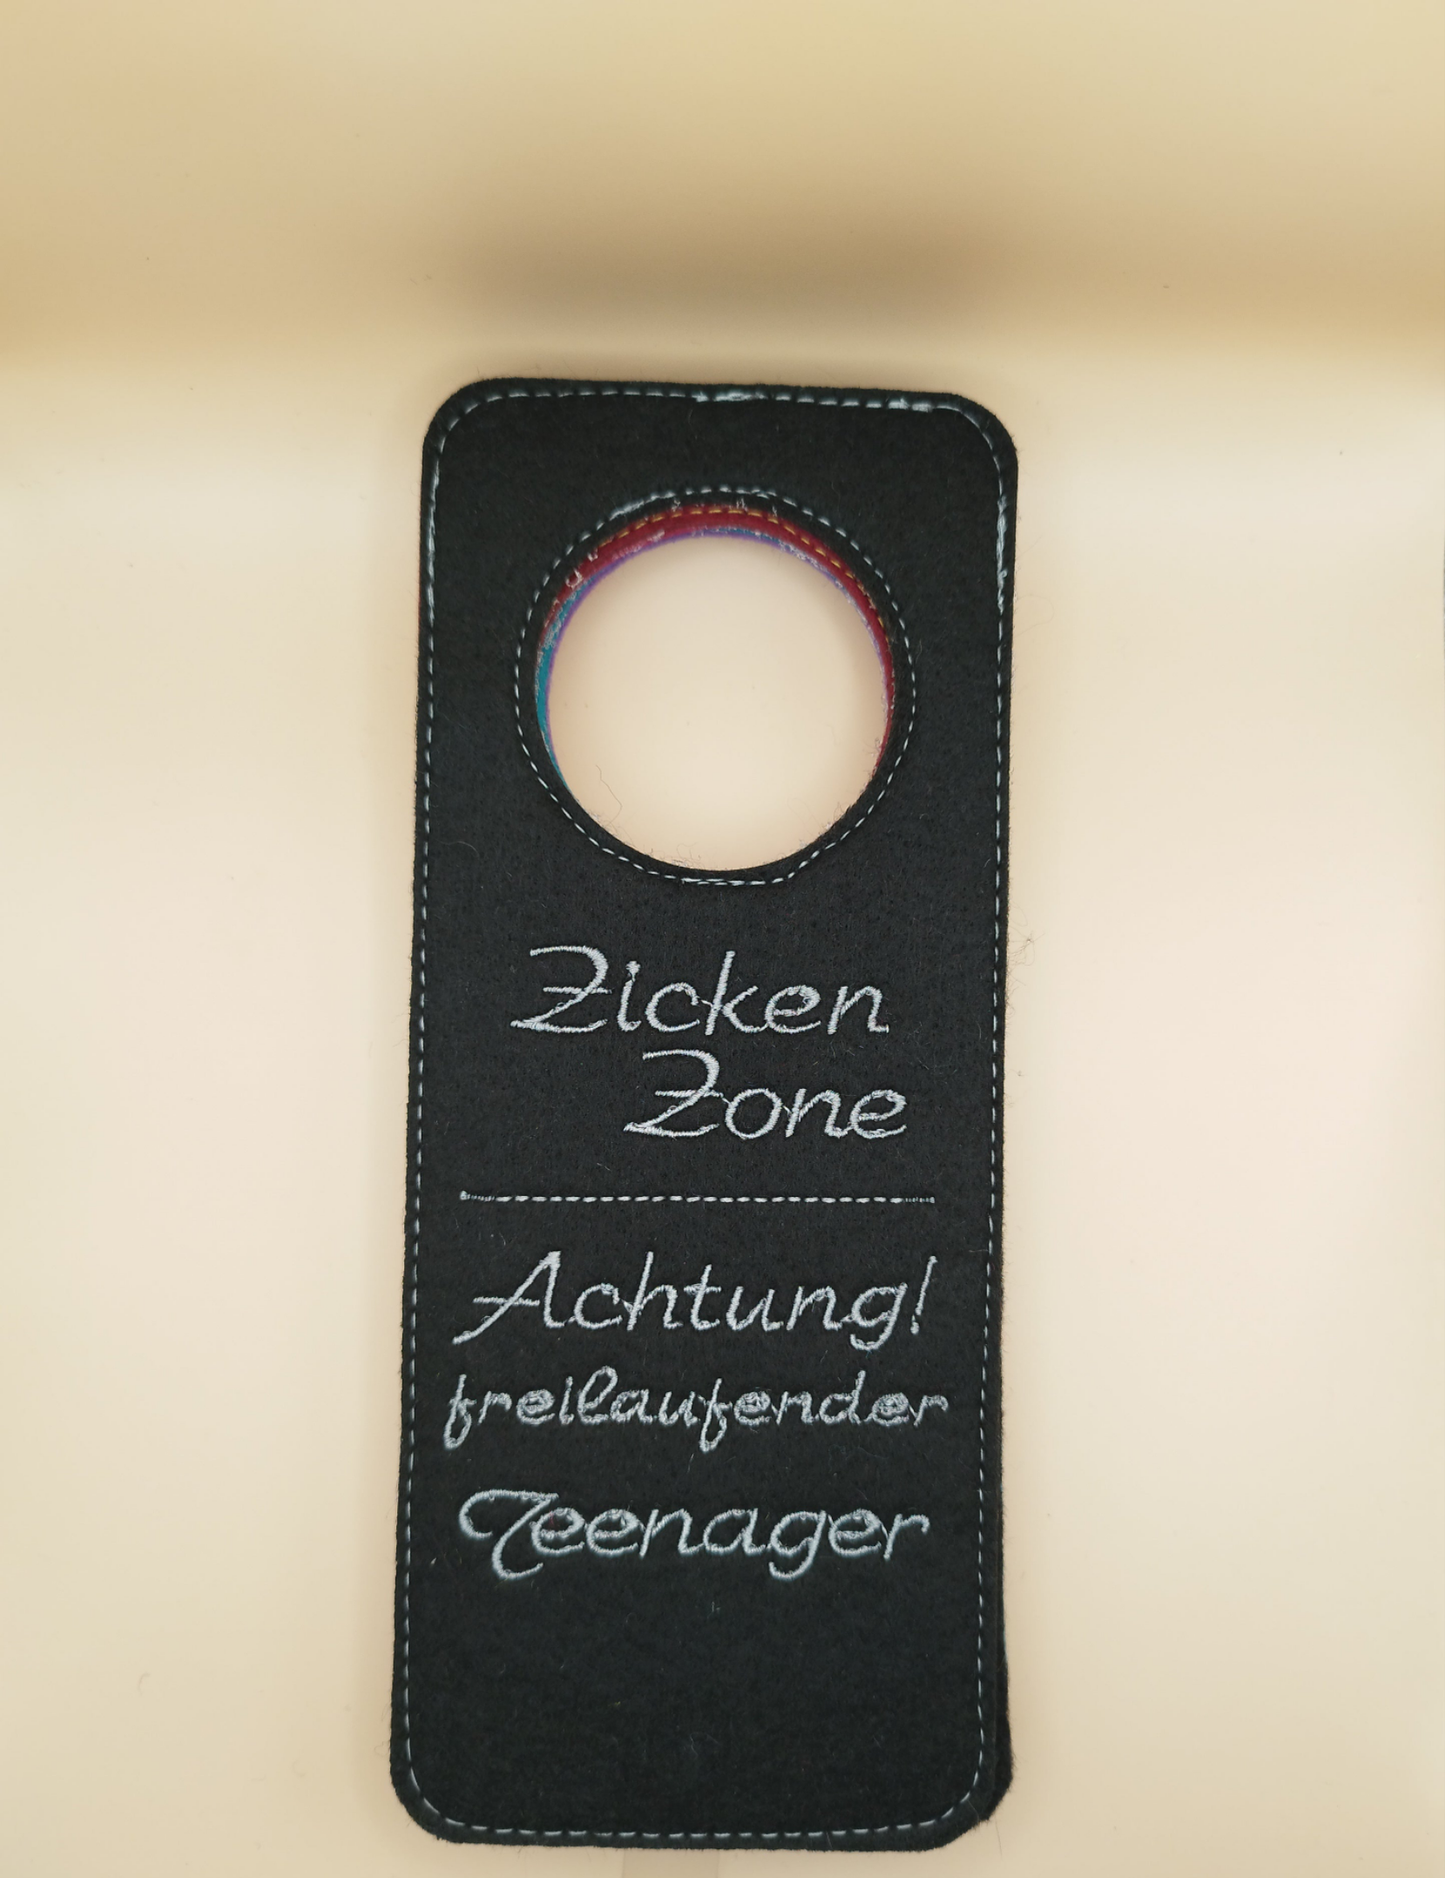 Zicken
Zone
Achtung!
freilaufender
Teenager